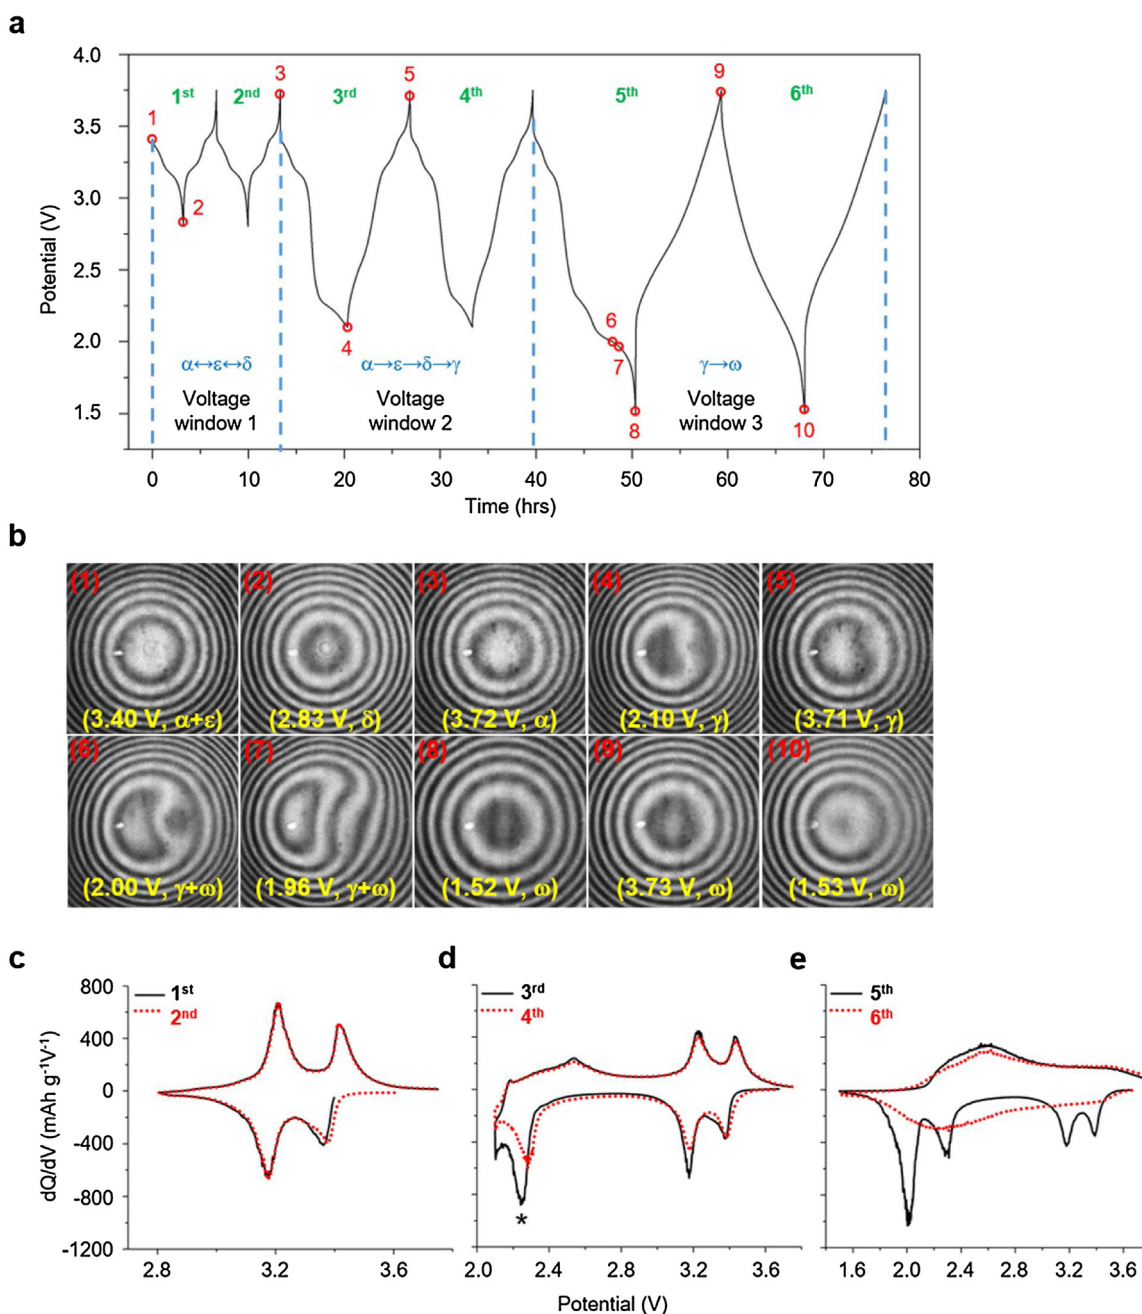 a
4.0
3.5
3.0
2.5
2.0
1.5
Potential (V)
1st 2nd 3rd 4th 5th 6th
1 2 3 4 5 6 7 8 9 10
α↔ε↔δ
Voltage
window 1
α→ε→δ→γ
Voltage
window 2
γ→ω
Voltage
window 3
0 10 20 30 40 50 60 70 80
Time (hrs)
b
(1) (2) (3) (4) (5)
(3.40 V, α+ε) (2.83 V, δ) (3.72 V, α) (2.10 V, γ) (3.71 V, γ)
(6) (7) (8) (9) (10)
(2.00 V, γ+ω) (1.96 V, γ+ω) (1.52 V, ω) (3.73 V, ω) (1.53 V, ω)
c
1st
2nd
800
400
0
-400
-800
-1200
dQ/dV (mAh g⁻¹V⁻¹)
2.8 3.2 3.6
d
3rd
4th
*
2.0 2.4 2.8 3.2 3.6
e
5th
6th
1.6 2.0 2.4 2.8 3.2 3.6
Potential (V)